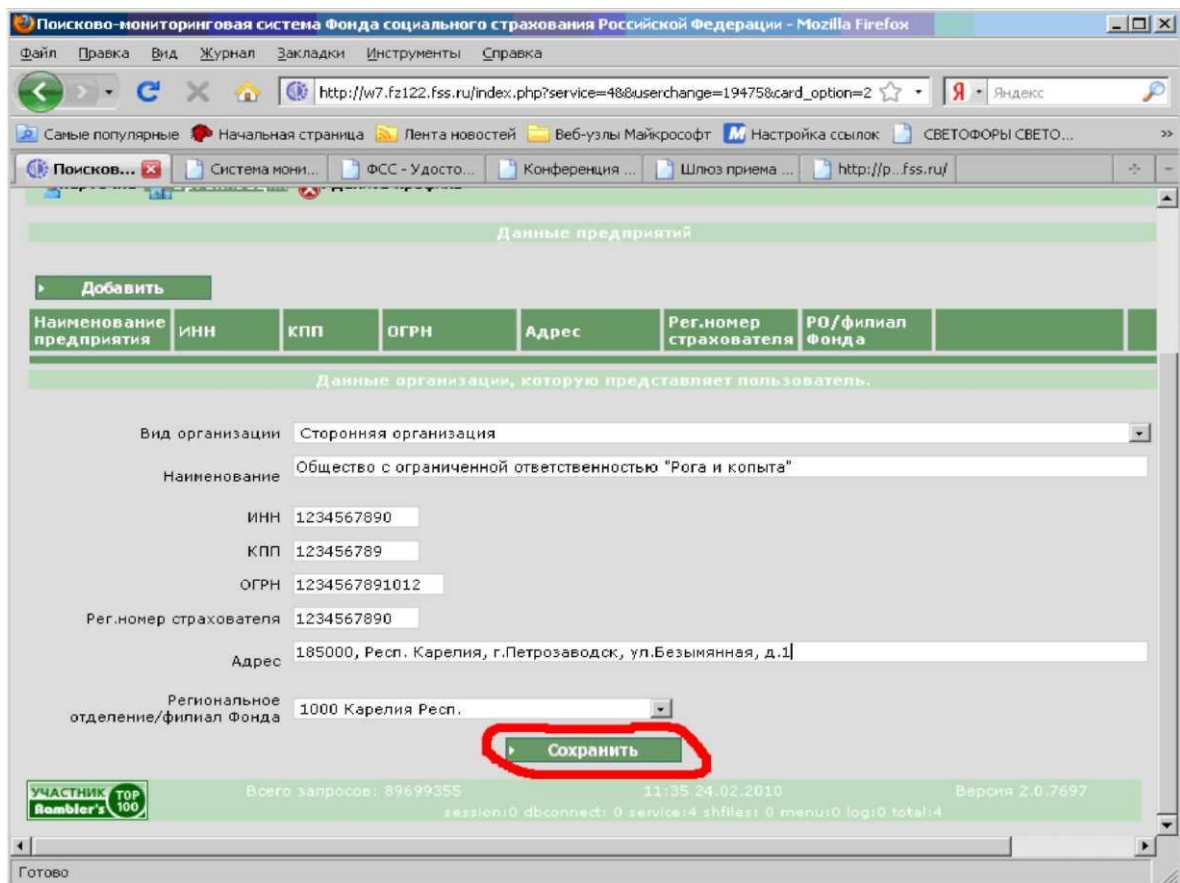 Поисково-мониторинговая система Фонда социального страхования Российской Федерации - Mozilla Firefox
Файл Правка Вид Журнал Закладки Инструменты Справка
http://w7.fz122.fss.ru/index.php?service=4&&userchange=19475&card_option=2 Я Яндекс
Самые популярные Начальная страница Лента новостей Веб-узлы Майкрософт Настройка ссылок СВЕТОФОРЫ СВЕТО... »
Поисков... Система мони... ФСС - Удосто... Конференция ... Шлюз приема ... http://p...fss.ru/
Данные предприятий
Добавить
Наименование предприятия ИНН КПП ОГРН Адрес Рег.номер страхователя РО/филиал Фонда
Данные организации, которую представляет пользователь.
Вид организации Сторонняя организация
Наименование Общество с ограниченной ответственностью "Рога и копыта"
ИНН 1234567890
КПП 123456789
ОГРН 1234567891012
Рег.номер страхователя 1234567890
Адрес 185000, Респ. Карелия, г.Петрозаводск, ул.Безымянная, д.1
Региональное отделение/филиал Фонда 1000 Карелия Респ.
Сохранить
УЧАСТНИК Rambler's TOP 100
Всего запросов: 89699355 11:35 24.02.2010 Версия 2.0.7697
session:0 dbconnect: 0 service:4 shfiles: 0 menu:0 log:0 total:4
Готово